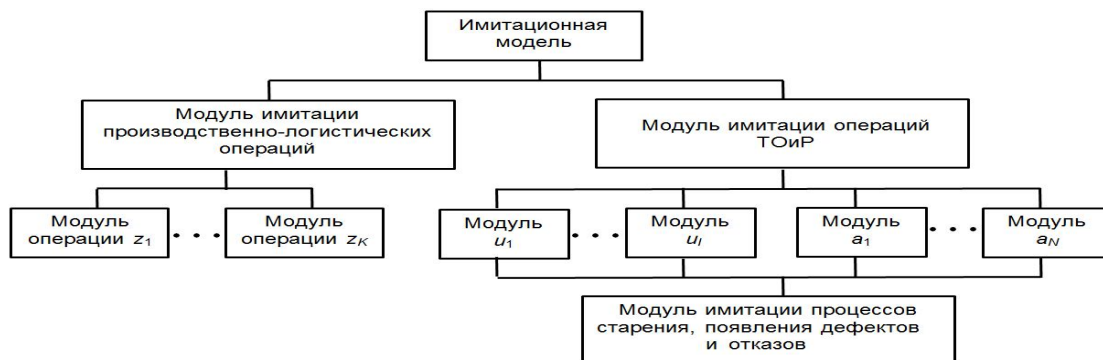 Имитационная
модель
Модуль имитации
производственно-логистических
операций
Модуль имитации операций
ТОиР
Модуль
операции z1
Модуль
операции zK
Модуль
u1
Модуль
uI
Модуль
a1
Модуль
aN
Модуль имитации процессов
старения, появления дефектов
и отказов